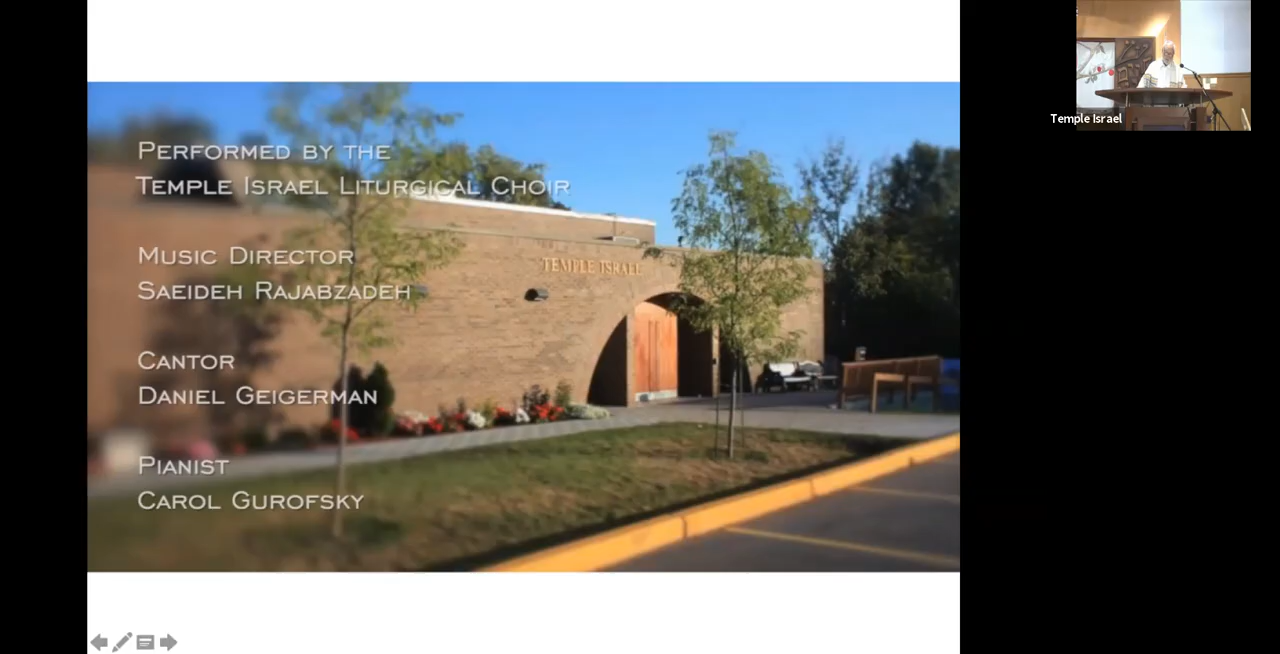 PERFORMED BY THE
TEMPLE ISRAEL LITURGICAL CHOIR
MUSIC DIRECTOR
SAEIDEH RAJABZADEH
CANTOR
DANIEL GEIGERMAN
PIANIST
CAROL GUROFSKY
TEMPLE ISRAEL
Temple Israel